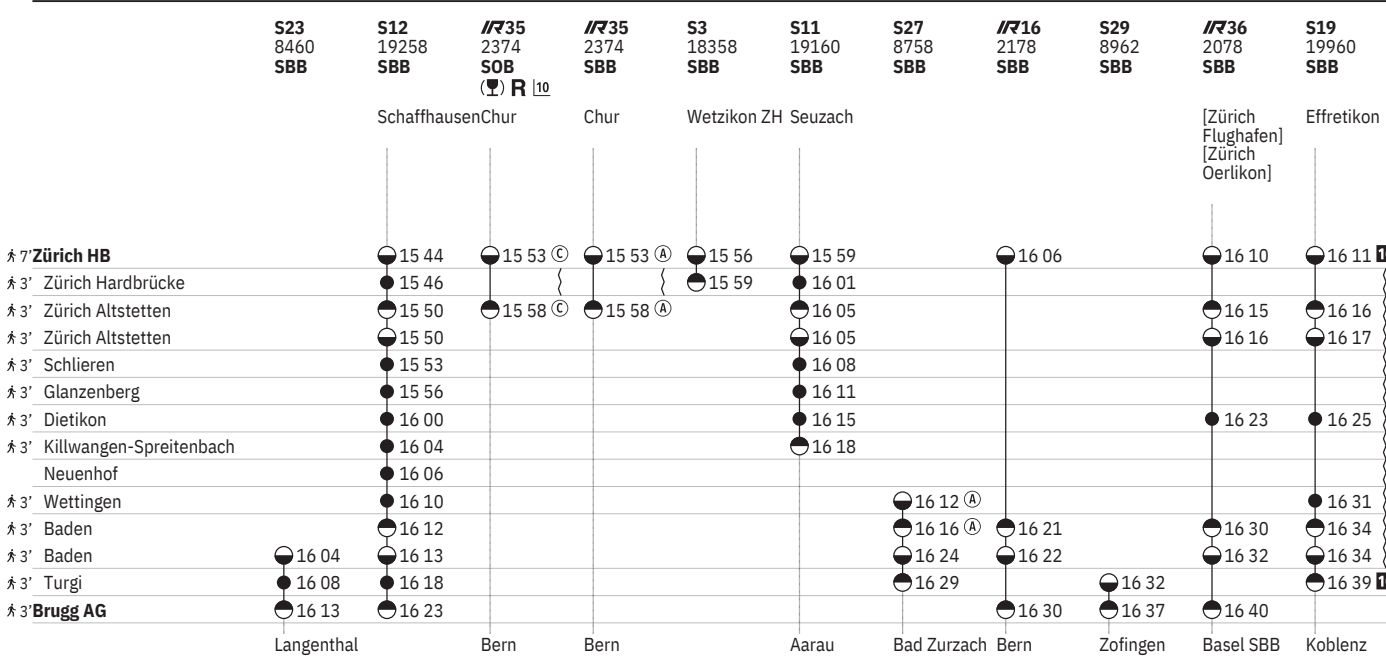 S23 S12 IR35 IR35 S3 S11 S27 IR16 S29 IR36 S19
8460 19258 2374 2374 18358 19160 8758 2178 8962 2078 19960
SBB SBB SOB SBB SBB SBB SBB SBB SBB SBB SBB
R 10
Schaffhausen Chur Chur Wetzikon ZH Seuzach [Zürich Effretikon
Flughafen]
[Zürich
Oerlikon]
7' Zürich HB 15 44 15 53 C 15 53 A 15 56 15 59 16 06 16 10 16 11 1
3' Zürich Hardbrücke 15 46 15 59 16 01
3' Zürich Altstetten 15 50 15 58 C 15 58 A 16 05 16 15 16 16
3' Zürich Altstetten 15 50 16 05 16 16 16 17
3' Schlieren 15 53 16 08
3' Glanzenberg 15 56 16 11
3' Dietikon 16 00 16 15 16 23 16 25
3' Killwangen-Spreitenbach 16 04 16 18
Neuenhof 16 06
3' Wettingen 16 10 16 12 A 16 31
3' Baden 16 12 16 16 A 16 21 16 30 16 34
3' Baden 16 04 16 13 16 24 16 22 16 32 16 34
3' Turgi 16 08 16 18 16 29 16 32 16 39 1
3' Brugg AG 16 13 16 23 16 30 16 37 16 40
Langenthal Bern Bern Aarau Bad Zurzach Bern Zofingen Basel SBB Koblenz